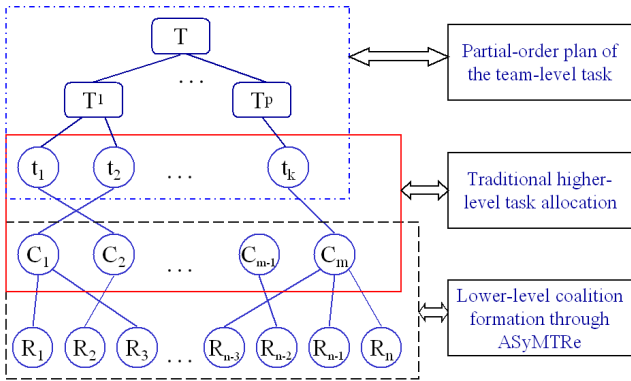 T
Partial-order plan of
the team-level task
...
T1 Tp
t1 t2 ... tk
Traditional higher-
level task allocation
C1 C2 ... Cm-1 Cm
Lower-level coalition
formation through
ASyMTRe
R1 R2 R3 ... Rn-3 Rn-2 Rn-1 Rn